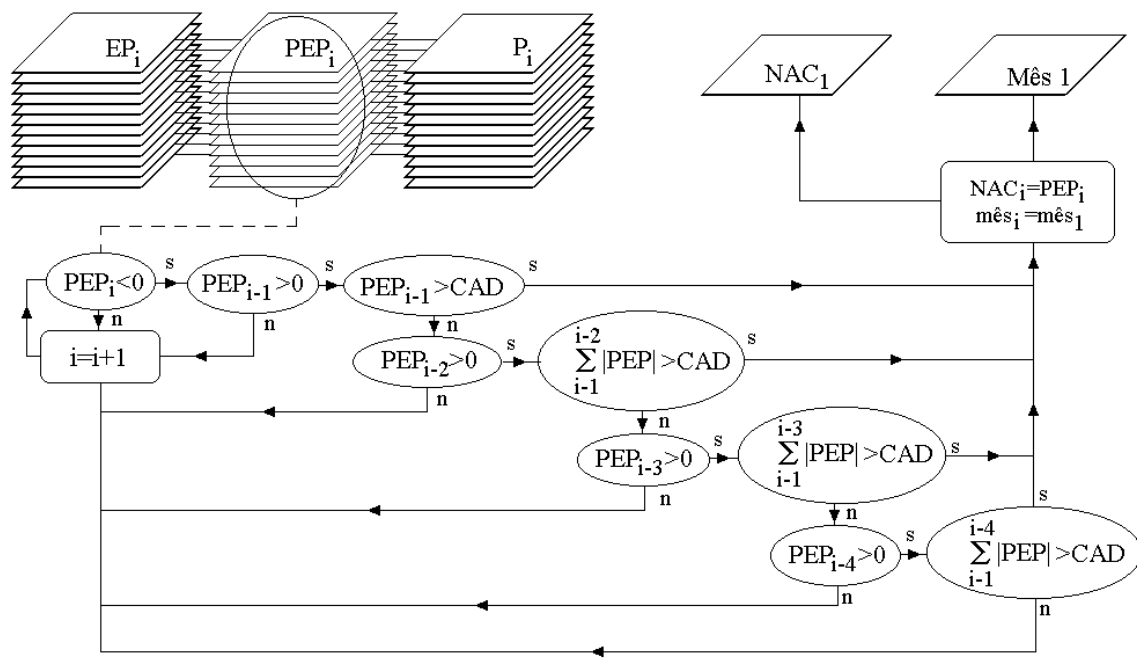 EPi
PEPi
Pi
NAC1
Mês 1
NACi=PEPi
mêsi=mês1
PEPi<0
s
PEPi-1>0
s
PEPi-1>CAD
s
n
n
n
i=i+1
PEPi-2>0
s
i-2
∑|PEP|>CAD
i-1
s
n
n
PEPi-3>0
s
i-3
∑|PEP|>CAD
i-1
s
n
n
PEPi-4>0
s
i-4
∑|PEP|>CAD
i-1
s
n
n